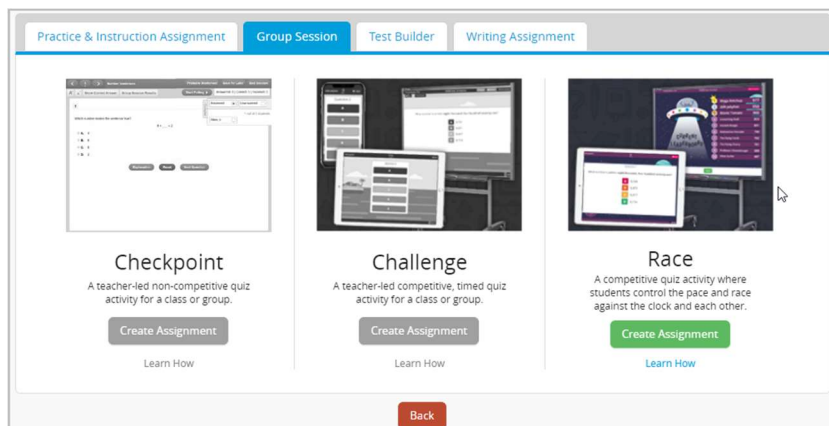 Practice & Instruction Assignment
Group Session
Test Builder
Writing Assignment
Checkpoint
A teacher-led non-competitive quiz
activity for a class or group.
Create Assignment
Learn How
Challenge
A teacher-led competitive, timed quiz
activity for a class or group.
Create Assignment
Learn How
Race
A competitive quiz activity where
students control the pace and race
against the clock and each other.
Create Assignment
Learn How
Back